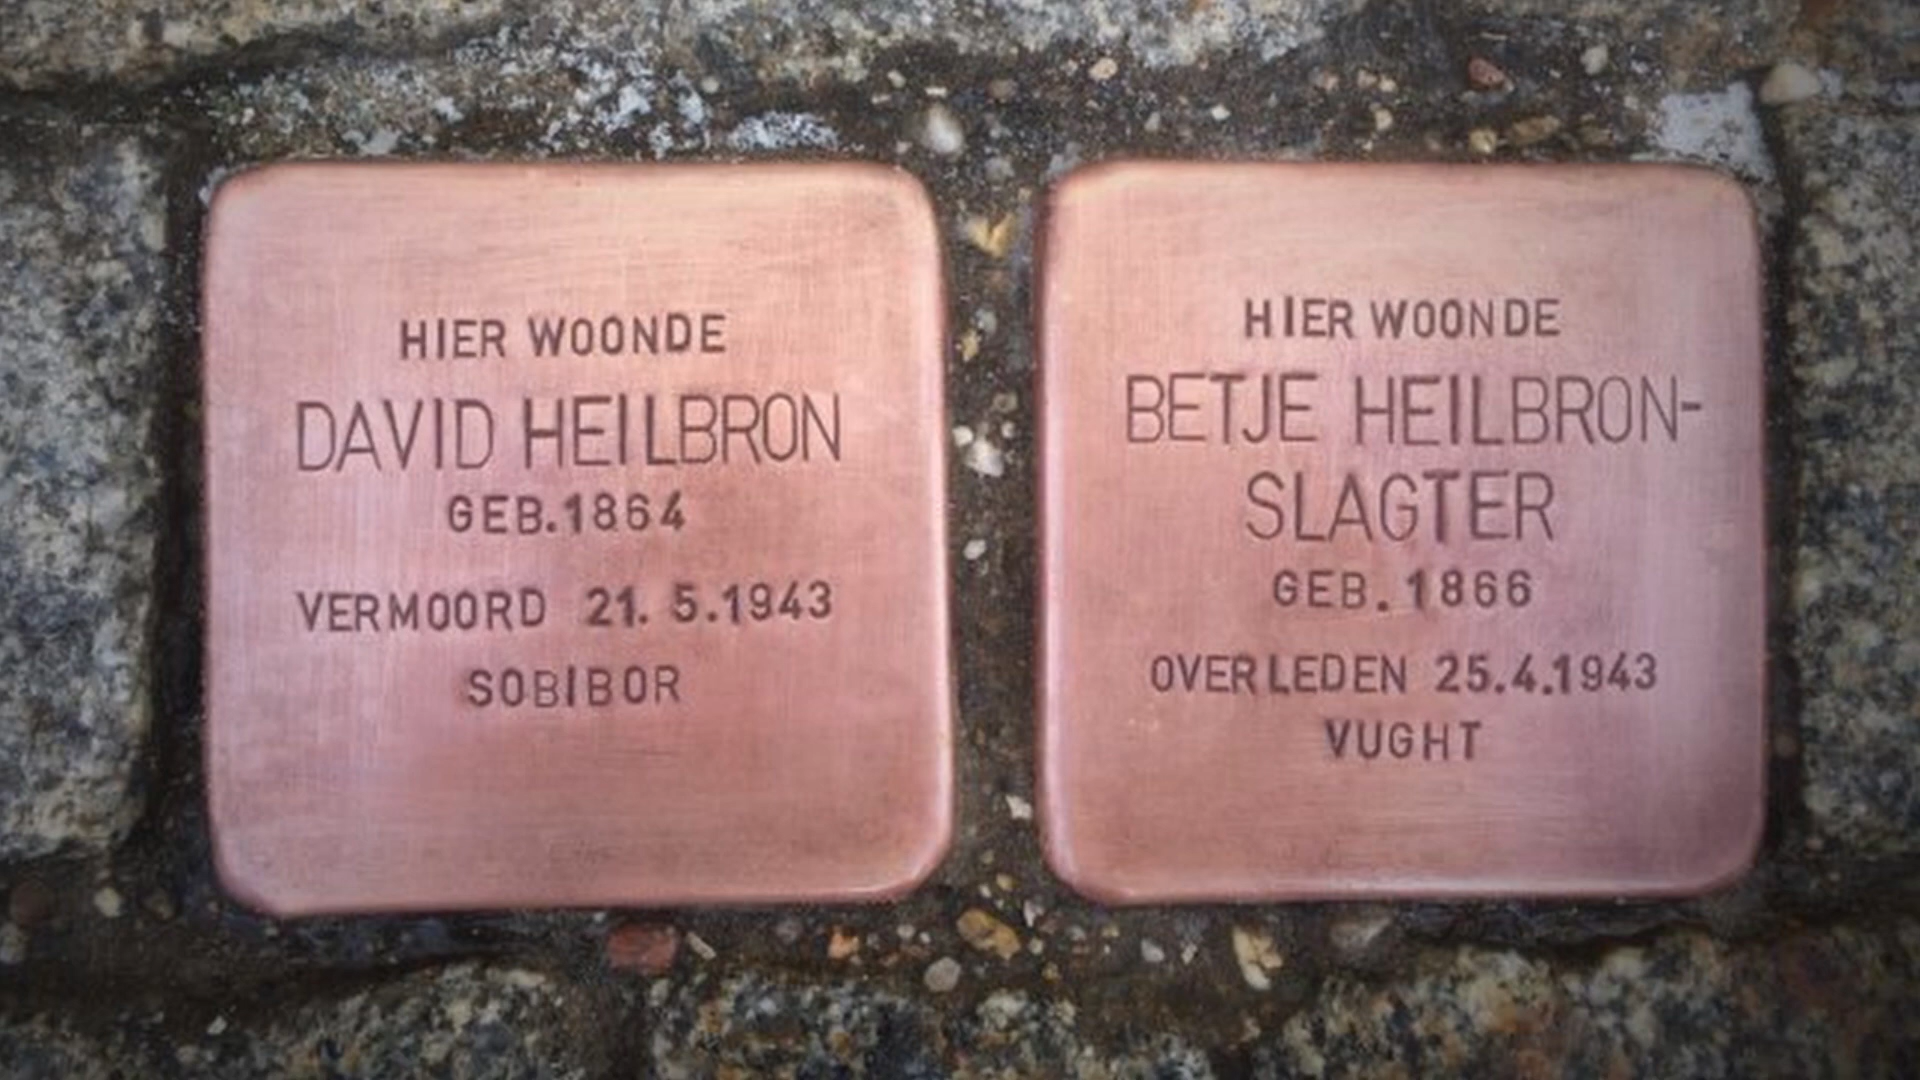 HIER WOONDE
DAVID HEILBRON
GEB.1864
VERMOORD 21.5.1943
SOBIBOR
HIER WOONDE
BETJE HEILBRON-
SLAGTER
GEB.1866
OVERLEDEN 25.4.1943
VUGHT